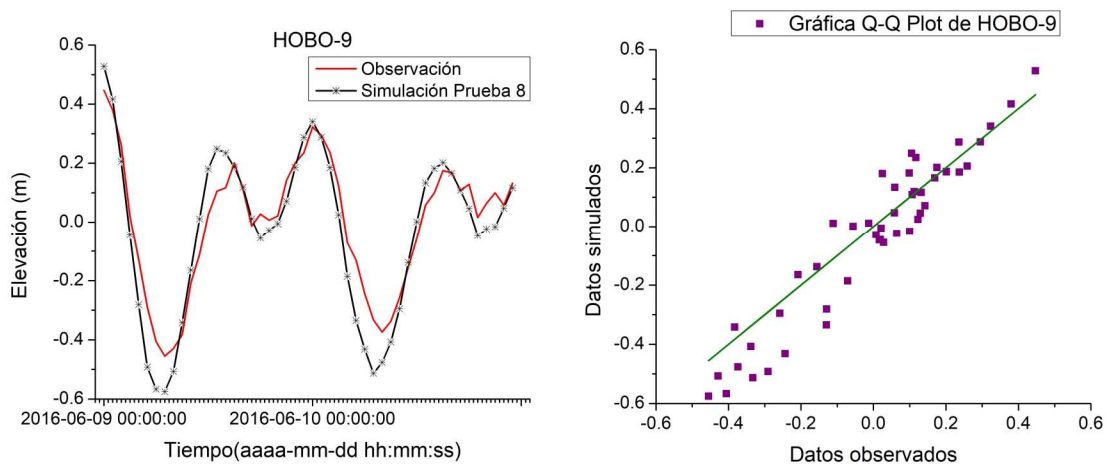 HOBO-9
Observación
Simulación Prueba 8
Elevación (m)
0.6
0.4
0.2
0.0
-0.2
-0.4
-0.6
2016-06-09 00:00:00
2016-06-10 00:00:00
Tiempo(aaaa-mm-dd hh:mm:ss)
Gráfica Q-Q Plot de HOBO-9
Datos simulados
0.6
0.4
0.2
0.0
-0.2
-0.4
-0.6
-0.6
-0.4
-0.2
0.0
0.2
0.4
0.6
Datos observados